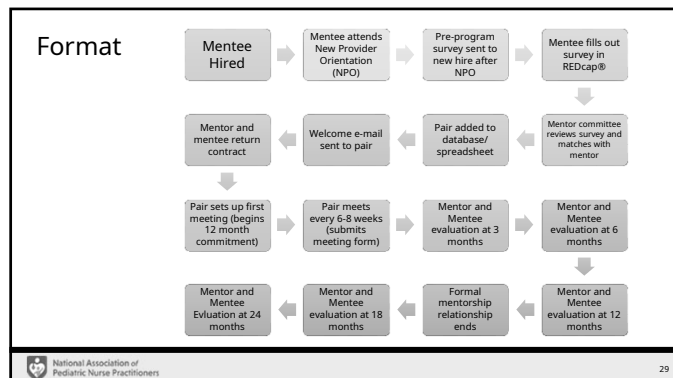 Format
Mentee
Hired
Mentee attends
New Provider
Orientation
(NPO)
Pre-program
survey sent to
new hire after
NPO
Mentee fills out
survey in
REDcap®
Mentor committee
reviews survey and
matches with
mentor
Pair added to
database/
spreadsheet
Welcome e-mail
sent to pair
Mentor and
mentee return
contract
Pair sets up first
meeting (begins
12 month
commitment)
Pair meets
every 6-8 weeks
(submits
meeting form)
Mentor and
Mentee
evaluation at 3
months
Mentor and
Mentee
evaluation at 6
months
Mentor and
Mentee
evaluation at 12
months
Formal
mentorship
relationship
ends
Mentor and
Mentee
evaluation at 18
months
Mentor and
Mentee
Evluation at 24
months
National Association of
Pediatric Nurse Practitioners
29